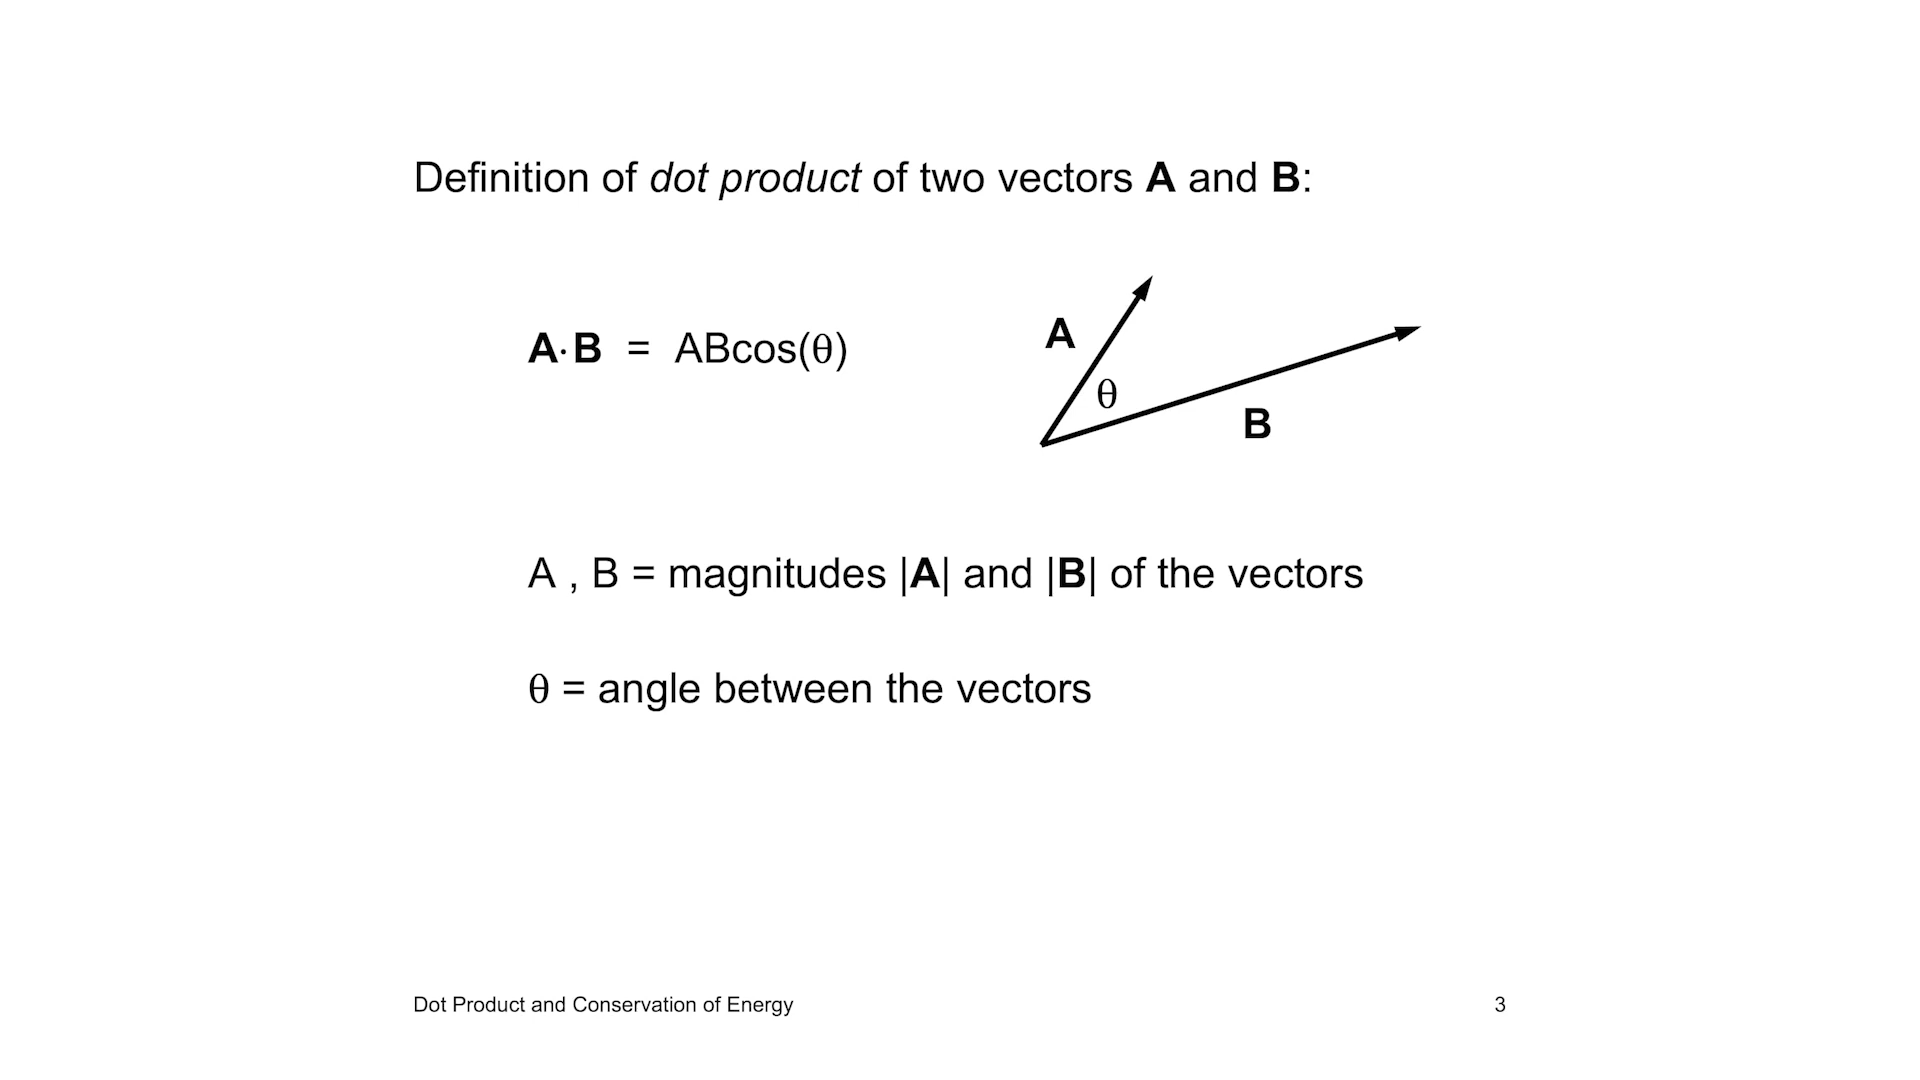 Definition of dot product of two vectors A and B:
A·B = ABcos(θ)
A
θ
B
A , B = magnitudes |A| and |B| of the vectors
θ = angle between the vectors
Dot Product and Conservation of Energy
3